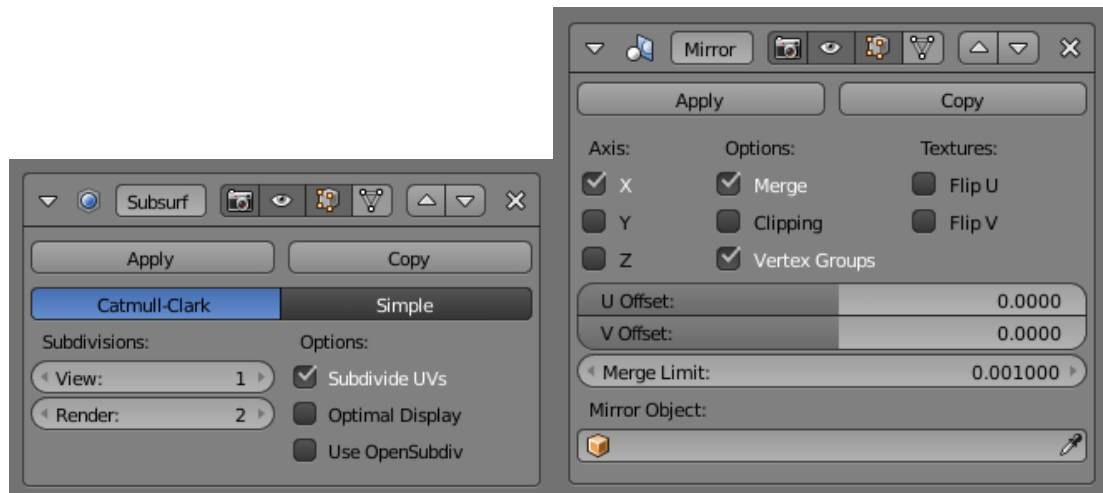 Subsurf
Apply Copy
Catmull-Clark Simple
Subdivisions: Options:
View: 1 Subdivide UVs
Render: 2 Optimal Display
Use OpenSubdiv
Mirror
Apply Copy
Axis: Options: Textures:
X Merge Flip U
Y Clipping Flip V
Z Vertex Groups
U Offset: 0.0000
V Offset: 0.0000
Merge Limit: 0.001000
Mirror Object: